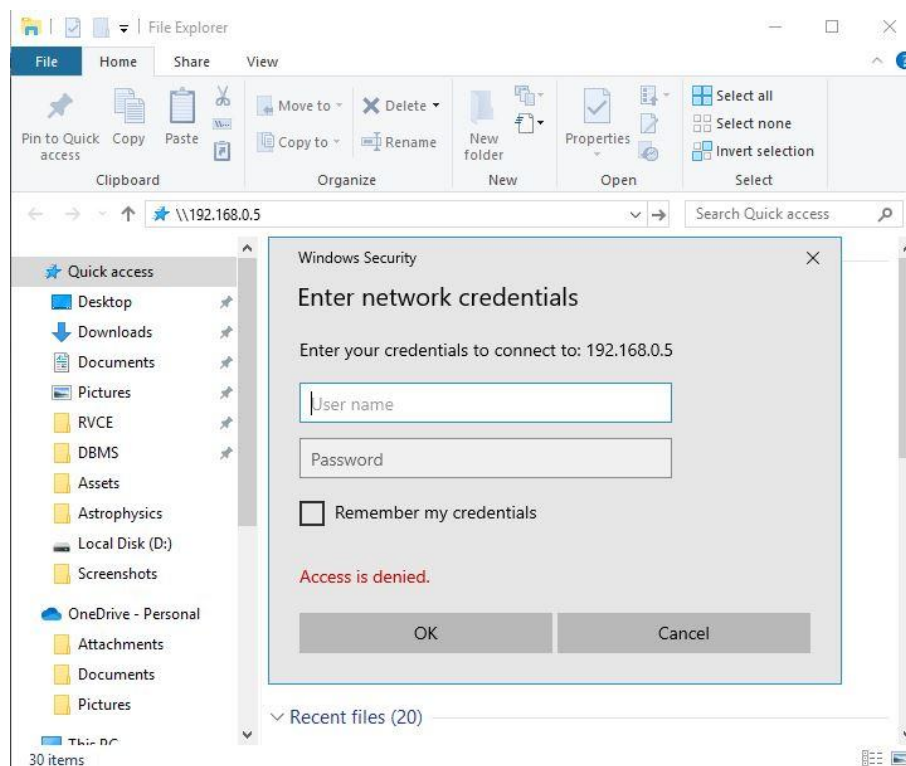 File Explorer
File Home Share View
Pin to Quick access
Copy
Paste
Move to
Copy to
Delete
Rename
New folder
Properties
Select all
Select none
Invert selection
Clipboard Organize New Open Select
\\192.168.0.5
Search Quick access
Quick access
Desktop
Downloads
Documents
Pictures
RVCE
DBMS
Assets
Astrophysics
Local Disk (D:)
Screenshots
OneDrive - Personal
Attachments
Documents
Pictures
This PC
Windows Security
Enter network credentials
Enter your credentials to connect to: 192.168.0.5
User name
Password
Remember my credentials
Access is denied.
OK Cancel
Recent files (20)
30 items